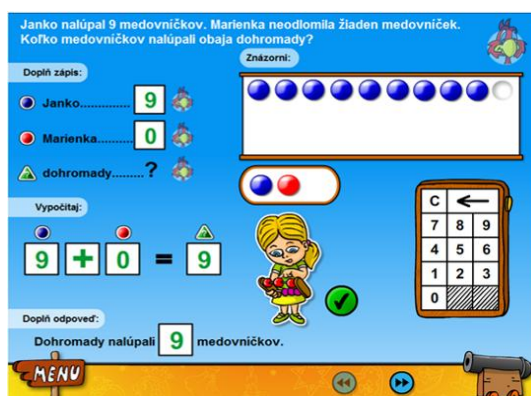 Janko nalúpal 9 medovníčkov. Marienka neodlomila žiaden medovníček.
Koľko medovníčkov nalúpali obaja dohromady?
Znázorni:
Doplň zápis:
Janko............. 9
Marienka.......... 0
dohromady.........?
Vypočítaj:
9 + 0 = 9
C ←
7 8 9
4 5 6
1 2 3
0
Doplň odpoveď:
Dohromady nalúpali 9 medovníčkov.
MENU